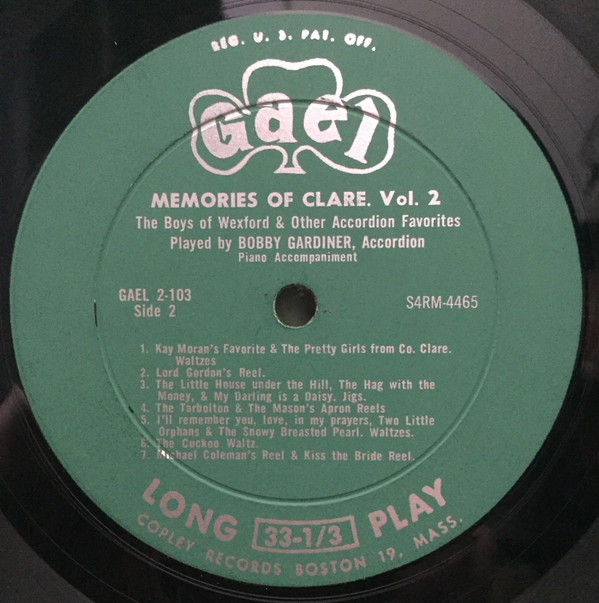 REG. U. S. PAT. OFF.
Gael
MEMORIES OF CLARE. Vol. 2
The Boys of Wexford & Other Accordion Favorites
Played by BOBBY GARDINER, Accordion
Piano Accompaniment
GAEL 2-103
Side 2
S4RM-4465
1. Kay Moran's Favorite & The Pretty Girls from Co. Clare.
Waltzes
2. Lord Gordon's Reel.
3. The Little House under the Hill, The Hag with the
Money, & My Darling is a Daisy. Jigs.
4. The Tarbolton & The Mason's Apron Reels
5. I'll remember you, love, in my prayers, Two Little
Orphans & The Snowy Breasted Pearl. Waltzes.
6. The Cuckoo Waltz.
7. Michael Coleman's Reel & Kiss the Bride Reel.
LONG 33-1/3 PLAY
COPLEY RECORDS BOSTON 19, MASS.